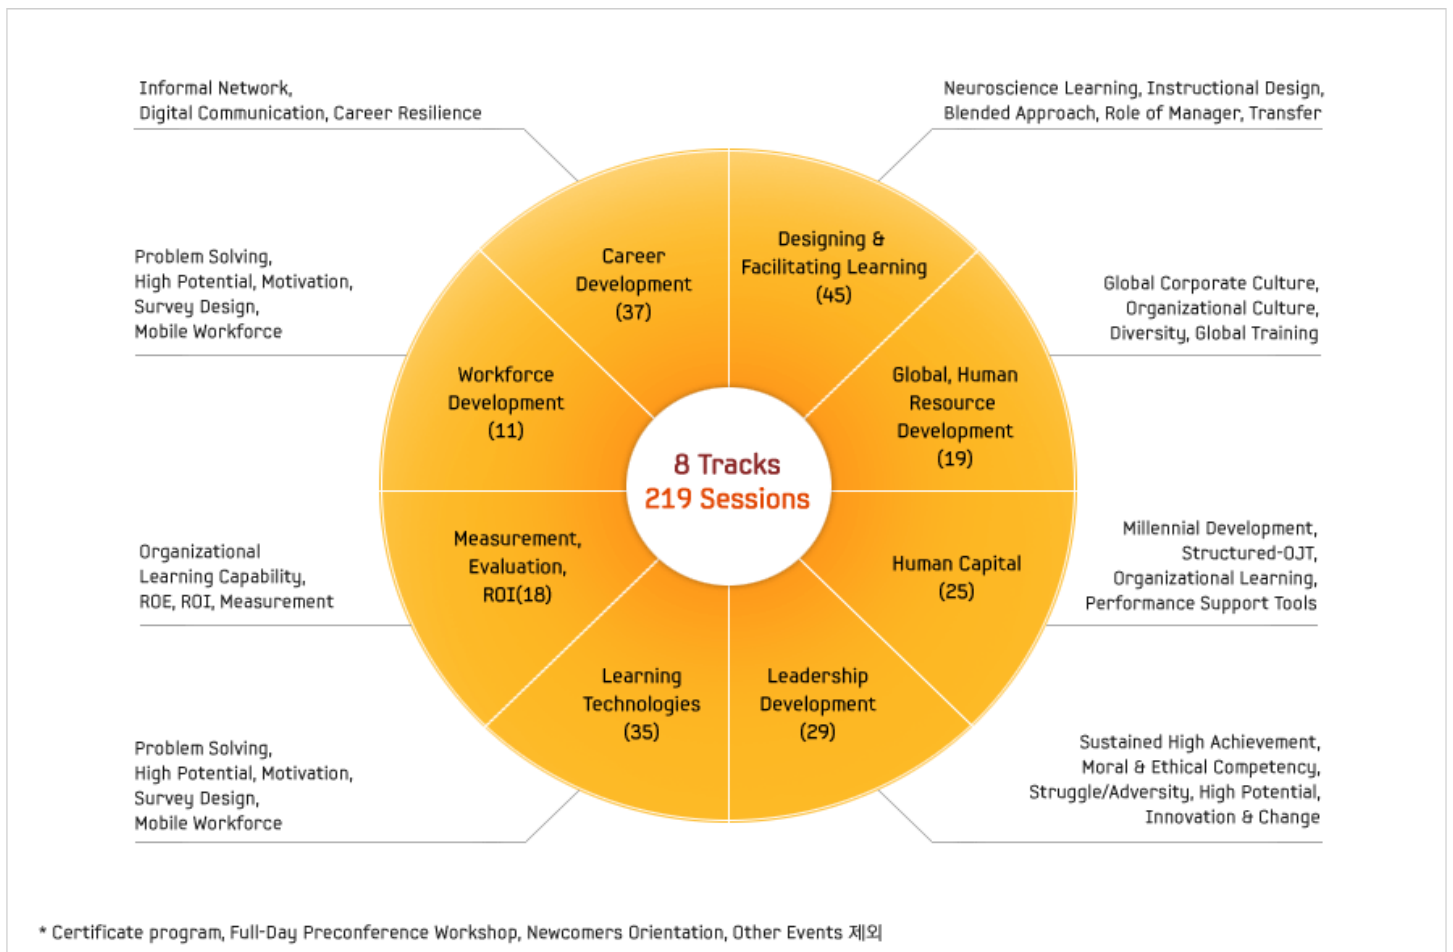 Informal Network,
Digital Communication, Career Resilience
Neuroscience Learning, Instructional Design,
Blended Approach, Role of Manager, Transfer
Problem Solving,
High Potential, Motivation,
Survey Design,
Mobile Workforce
Global Corporate Culture,
Organizational Culture,
Diversity, Global Training
Organizational
Learning Capability,
ROE, ROI, Measurement
Millennial Development,
Structured-OJT,
Organizational Learning,
Performance Support Tools
Problem Solving,
High Potential, Motivation,
Survey Design,
Mobile Workforce
Sustained High Achievement,
Moral & Ethical Competency,
Struggle/Adversity, High Potential,
Innovation & Change
Career
Development
(37)
Designing &
Facilitating Learning
(45)
Workforce
Development
(11)
Global, Human
Resource
Development
(19)
8 Tracks
219 Sessions
Measurement,
Evaluation,
ROI(18)
Human Capital
(25)
Learning
Technologies
(35)
Leadership
Development
(29)
* Certificate program, Full-Day Preconference Workshop, Newcomers Orientation, Other Events 제외